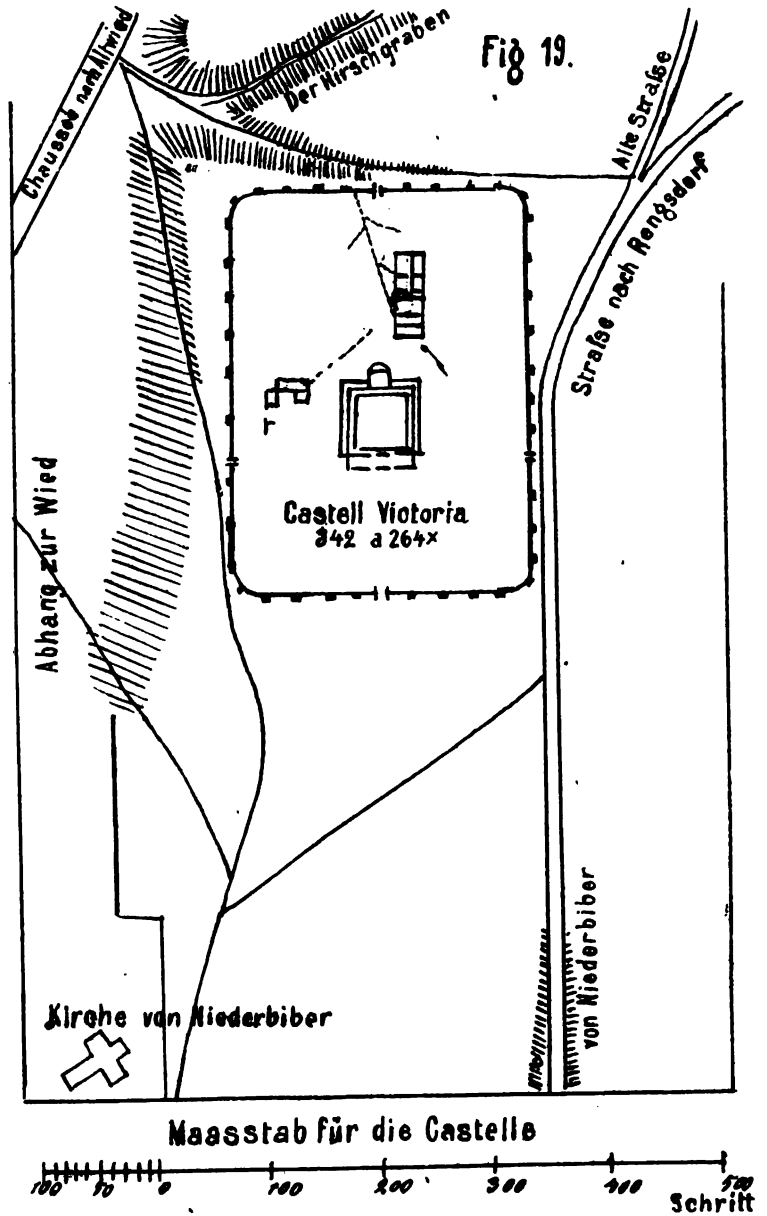 Fig 19.
Chaussee nach Altwied
Der Hirschgraben
Alte Straße
Straße nach Rengsdorf
Castell Victoria
342 a 264×
Abhang zur Wied
von Niederbiber
Kirche von Niederbiber
Maasstab für die Castelle
100 50 0 100 200 300 400 500
Schritt